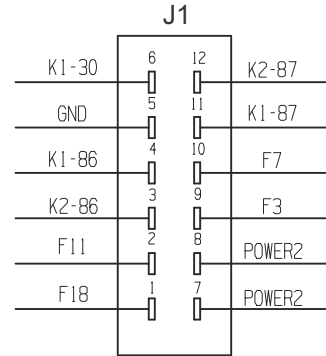 J1
6 12
K1-30 K2-87
5 11
GND K1-87
4 10
K1-86 F7
3 9
K2-86 F3
2 8
F11 POWER2
1 7
F18 POWER2